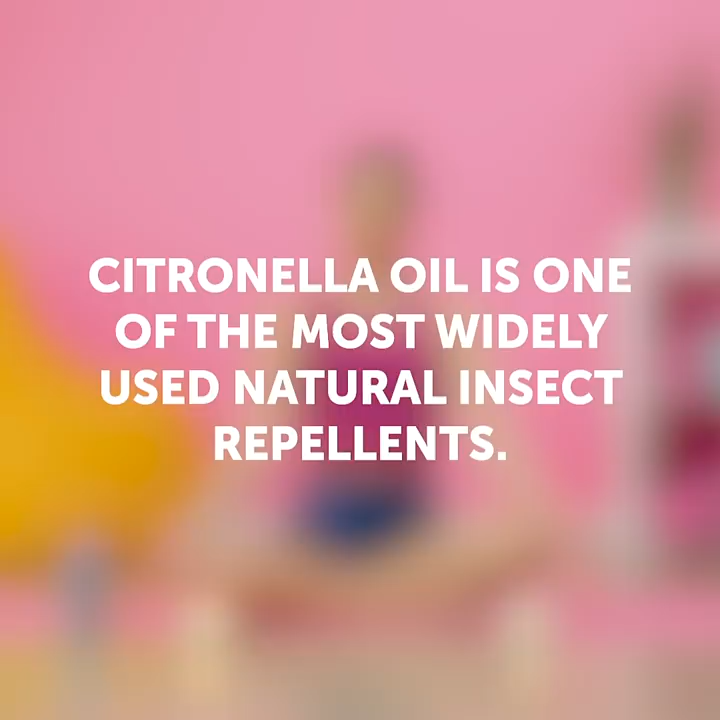 CITRONELLA OIL IS ONE
OF THE MOST WIDELY
USED NATURAL INSECT
REPELLENTS.